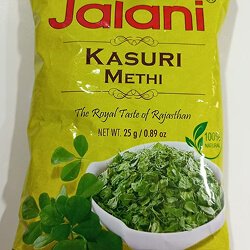 Jalani®
KASURI
METHI
The Royal Taste of Rajasthan
NET WT. 25 g / 0.89 oz
100%
NATURAL